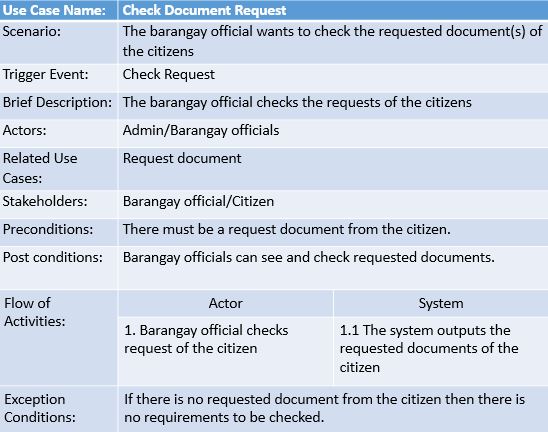 Use Case Name: Check Document Request
Scenario: The barangay official wants to check the requested document(s) of
the citizens
Trigger Event: Check Request
Brief Description: The barangay official checks the requests of the citizens
Actors: Admin/Barangay officials
Related Use Request document
Cases:
Stakeholders: Barangay official/Citizen
Preconditions: There must be a request document from the citizen.
Post conditions: Barangay officials can see and check requested documents.
Flow of Actor System
Activities:
1. Barangay official checks 1.1 The system outputs the
request of the citizen requested documents of the
citizen
Exception If there is no requested document from the citizen then there is
Conditions: no requirements to be checked.